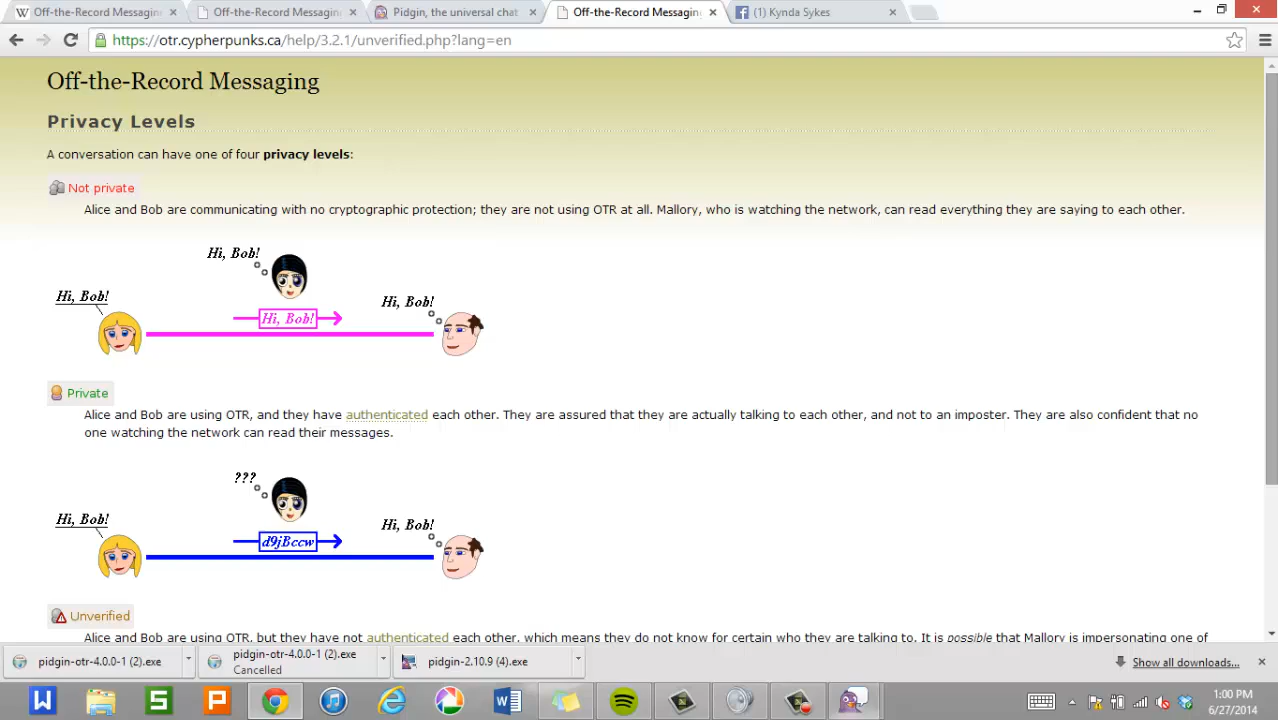 Off-the-Record Messaging
Off-the-Record Messaging
Pidgin, the universal chat
Off-the-Record Messaging
(1) Kynda Sykes
https://otr.cypherpunks.ca/help/3.2.1/unverified.php?lang=en
Off-the-Record Messaging
Privacy Levels
A conversation can have one of four privacy levels:
Not private
Alice and Bob are communicating with no cryptographic protection; they are not using OTR at all. Mallory, who is watching the network, can read everything they are saying to each other.
Hi, Bob!
Hi, Bob!
Hi, Bob!
Hi, Bob!
Private
Alice and Bob are using OTR, and they have authenticated each other. They are assured that they are actually talking to each other, and not to an imposter. They are also confident that no
one watching the network can read their messages.
???
Hi, Bob!
Hi, Bob!
d9jBccw
Unverified
Alice and Bob are using OTR, but they have not authenticated each other, which means they do not know for certain who they are talking to. It is possible that Mallory is impersonating one of
pidgin-otr-4.0.0-1 (2).exe
pidgin-otr-4.0.0-1 (2).exe
Cancelled
pidgin-2.10.9 (4).exe
Show all downloads...
1:00 PM
6/27/2014